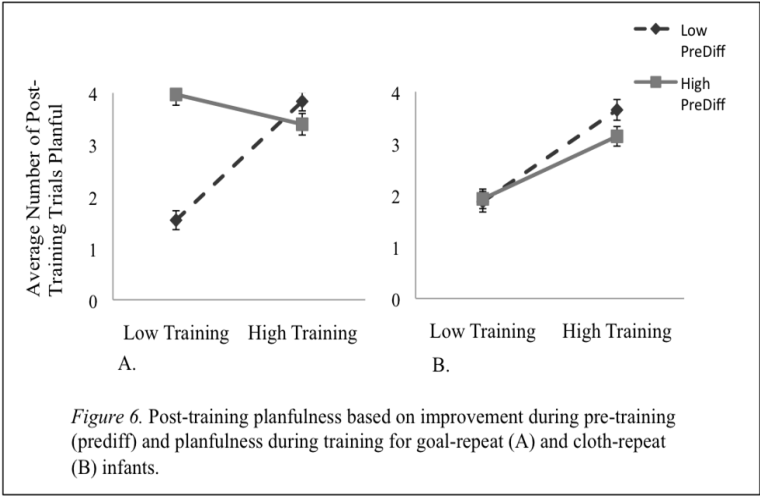 Low
PreDiff
High
PreDiff
Average Number of Post-
Training Trials Planful
4
3
2
1
0
Low Training High Training
A.
4
3
2
1
0
Low Training High Training
B.
Figure 6. Post-training planfulness based on improvement during pre-training
(prediff) and planfulness during training for goal-repeat (A) and cloth-repeat
(B) infants.